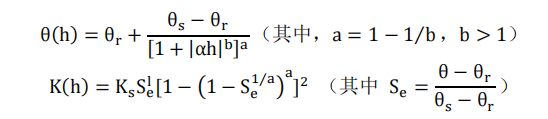 θ(h) = θ_r + (θ_s − θ_r) / [1 + |αh|^b]^a（其中，a = 1 − 1/b，b > 1）
K(h) = K_s S_e^l [1 − (1 − S_e^{1/a})^a]^2 （其中 S_e = (θ − θ_r) / (θ_s − θ_r)）